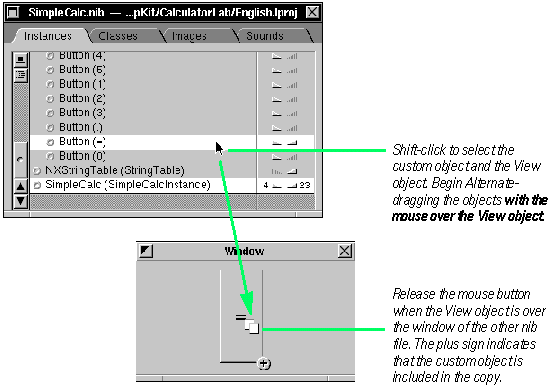 SimpleCalc.nib — ...pKit/CalculatorLab/English.lproj
Instances Classes Images Sounds
Button (4)
Button (5)
Button (1)
Button (2)
Button (3)
Button (.)
Button (=)
Button (0)
NXStringTable (StringTable)
SimpleCalc (SimpleCalcInstance) 4 23
Shift-click to select the
custom object and the View
object. Begin Alternate-
dragging the objects with the
mouse over the View object.
Window
=
Release the mouse button
when the View object is over
the window of the other nib
file. The plus sign indicates
that the custom object is
included in the copy.